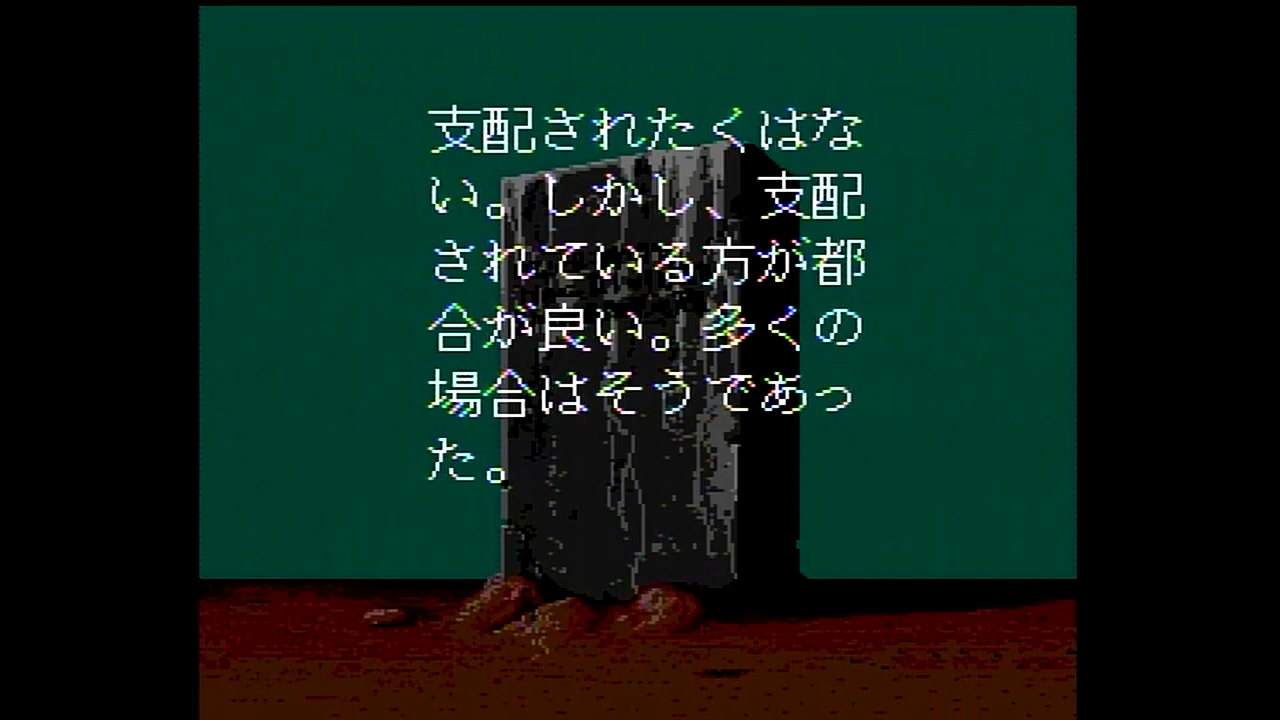 支配されたくはな
い。しかし、支配
されている方が都
合が良い。多くの
場合はそうであっ
た。